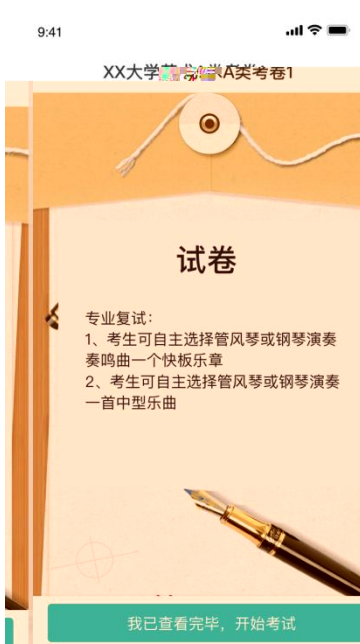 9:41
XX大学 A类考卷1
试卷
专业复试：
1、考生可自主选择管风琴或钢琴演奏
奏鸣曲一个快板乐章
2、考生可自主选择管风琴或钢琴演奏
一首中型乐曲
我已查看完毕，开始考试